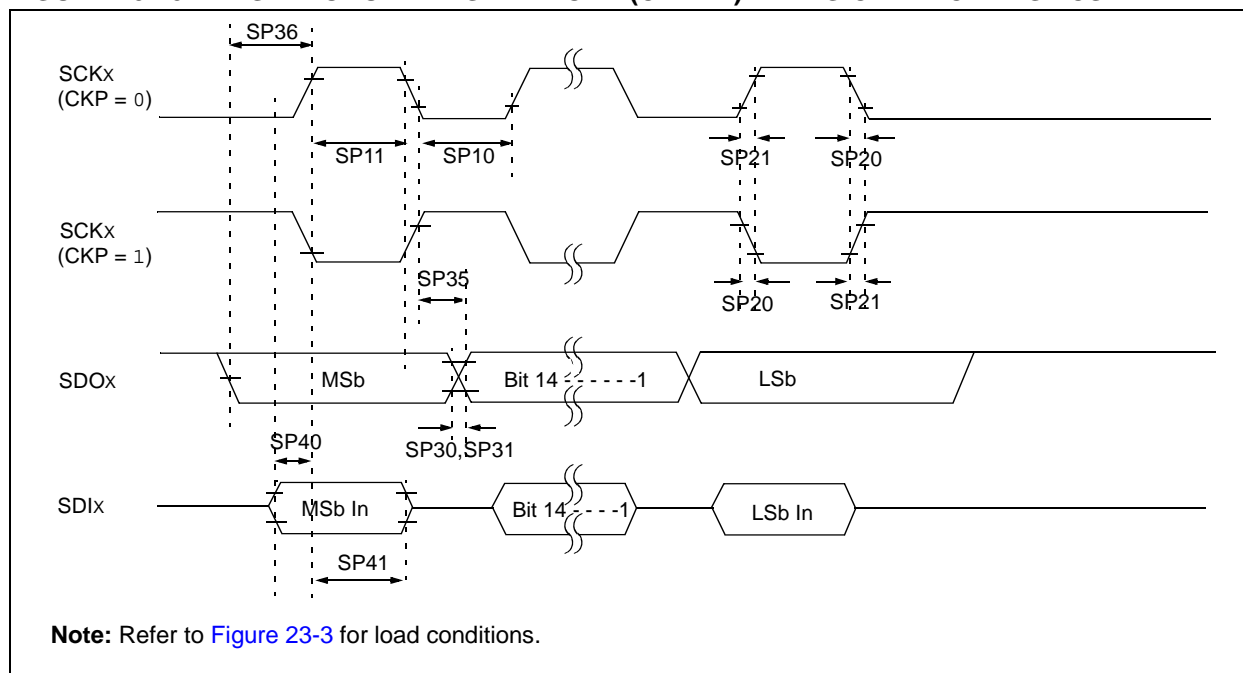 SP36
SCKx
(CKP = 0)
SP11
SP10
SP21
SP20
SCKx
(CKP = 1)
SP35
SP20
SP21
SDOx
MSb
Bit 14 - - - - - -1
LSb
SP40
SP30,SP31
SDIx
MSb In
Bit 14 - - - -1
LSb In
SP41
Note: Refer to Figure 23-3 for load conditions.